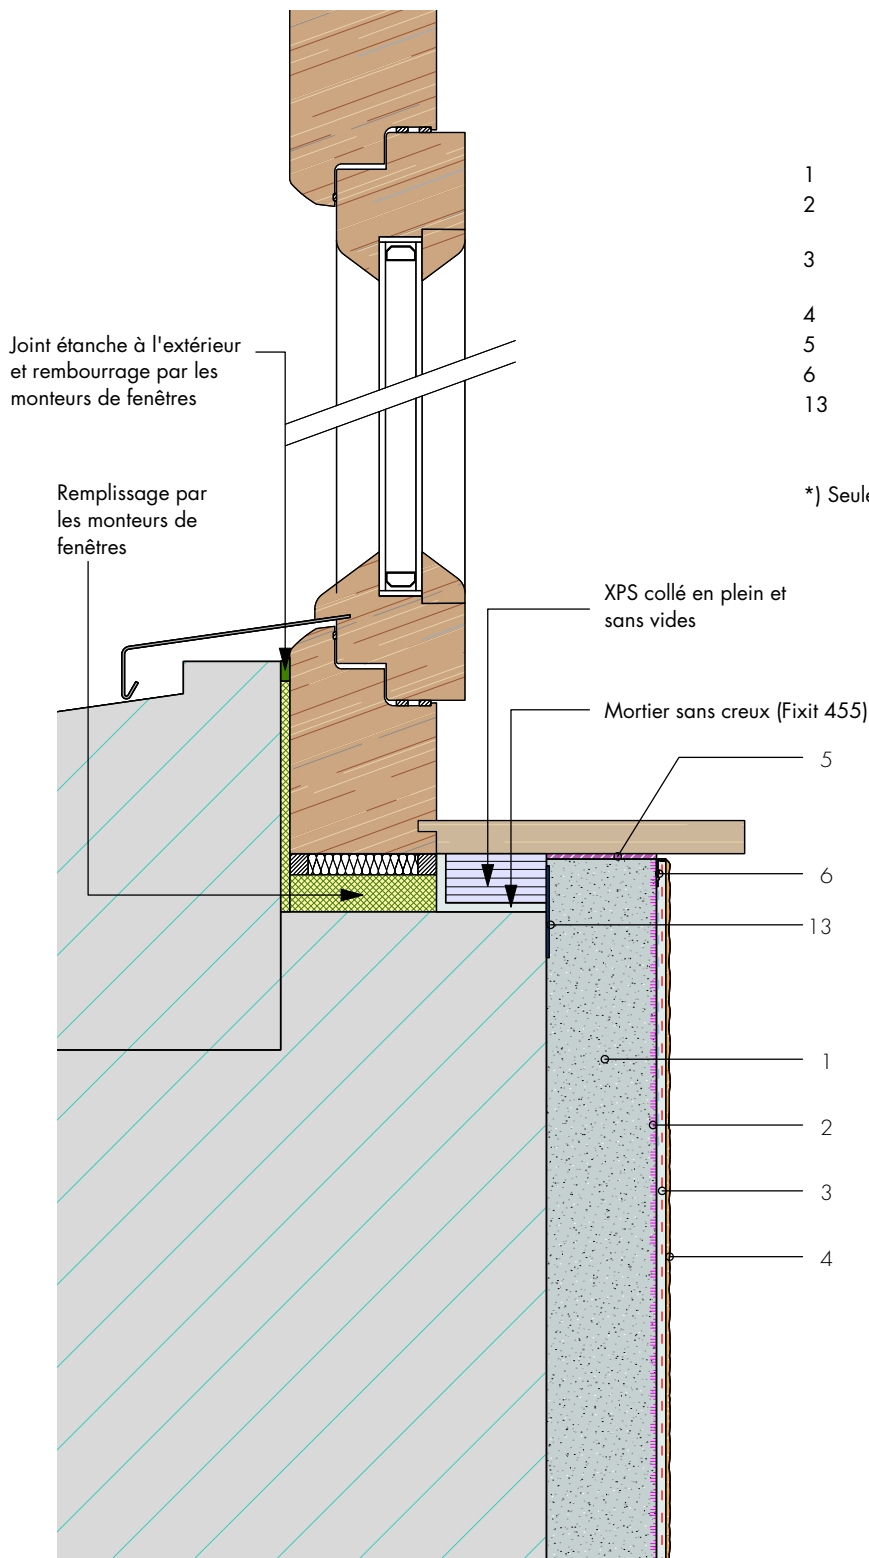 1
2
3
4
5
6
13
*) Seule
Joint étanche à l'extérieur
et rembourrage par les
monteurs de fenêtres
Remplissage par
les monteurs de
fenêtres
XPS collé en plein et
sans vides
Mortier sans creux (Fixit 455)
5
6
13
1
2
3
4